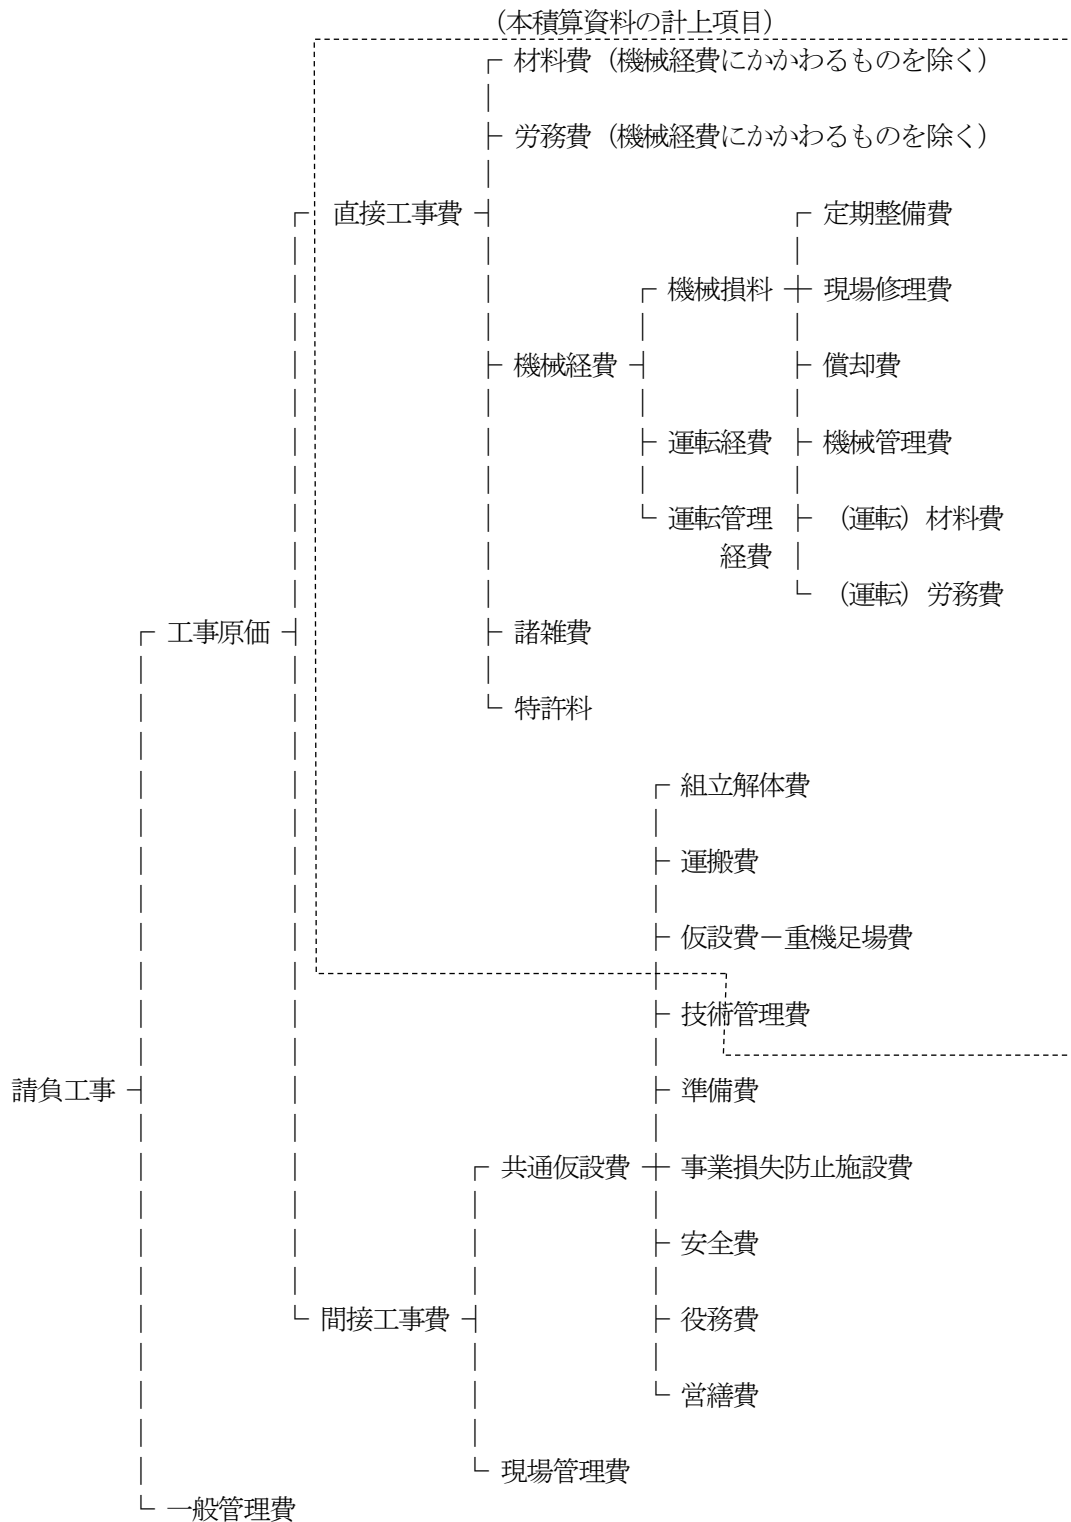 （本積算資料の計上項目）
材料費（機械経費にかかわるものを除く）
労務費（機械経費にかかわるものを除く）
直接工事費 定期整備費
機械損料 現場修理費
機械経費 償却費
運転経費 機械管理費
運転管理 （運転）材料費
経費
（運転）労務費
工事原価 諸雑費
特許料
組立解体費
運搬費
仮設費－重機足場費
技術管理費
請負工事 準備費
共通仮設費 事業損失防止施設費
安全費
間接工事費 役務費
営繕費
現場管理費
一般管理費